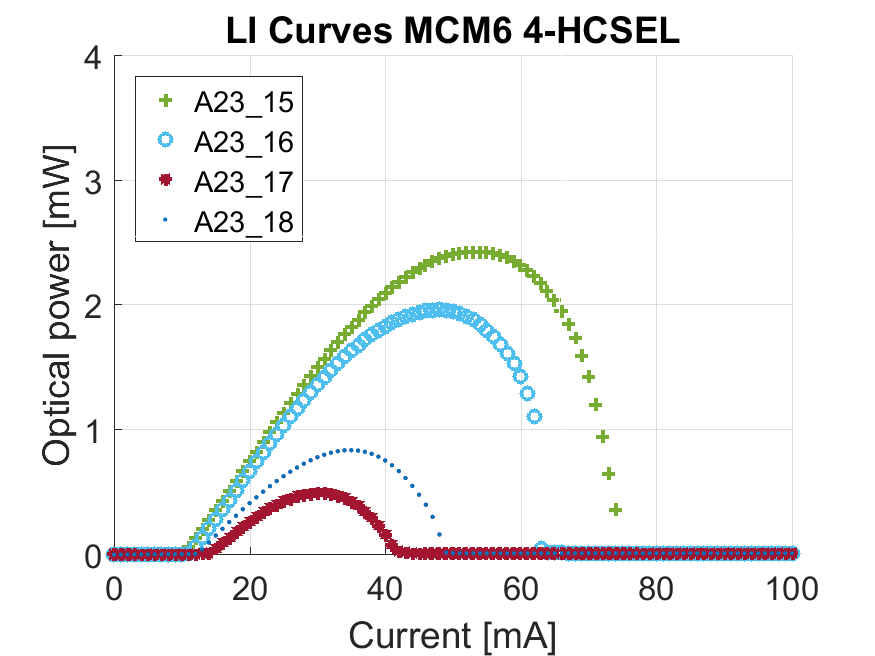 LI Curves MCM6 4-HCSEL
4
3
2
1
0
Optical power [mW]
A23_15
A23_16
A23_17
A23_18
0 20 40 60 80 100
Current [mA]